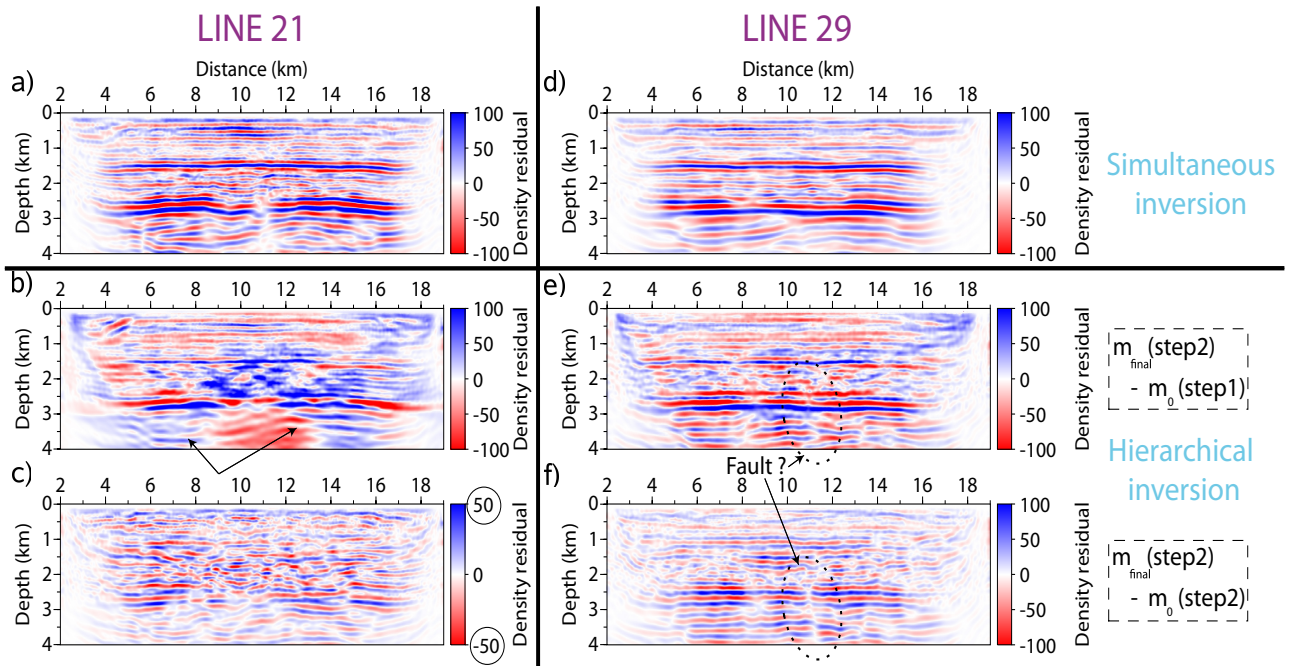 LINE 21
LINE 29
Distance (km)
Distance (km)
a)
2 4 6 8 10 12 14 16 18
0
1
2
3
4
Depth (km)
100
50
0
-50
-100
Density residual
d)
2 4 6 8 10 12 14 16 18
0
1
2
3
4
Depth (km)
100
50
0
-50
-100
Density residual
Simultaneous
inversion
b)
2 4 6 8 10 12 14 16 18
0
1
2
3
4
Depth (km)
100
50
0
-50
-100
Density residual
e)
2 4 6 8 10 12 14 16 18
0
1
2
3
4
Depth (km)
100
50
0
-50
-100
Density residual
m final (step2)
- m0 (step1)
Fault ?
Hierarchical
inversion
c)
2 4 6 8 10 12 14 16 18
0
1
2
3
4
Depth (km)
50
0
-50
Density residual
f)
2 4 6 8 10 12 14 16 18
0
1
2
3
4
Depth (km)
100
50
0
-50
-100
Density residual
m final (step2)
- m0 (step2)